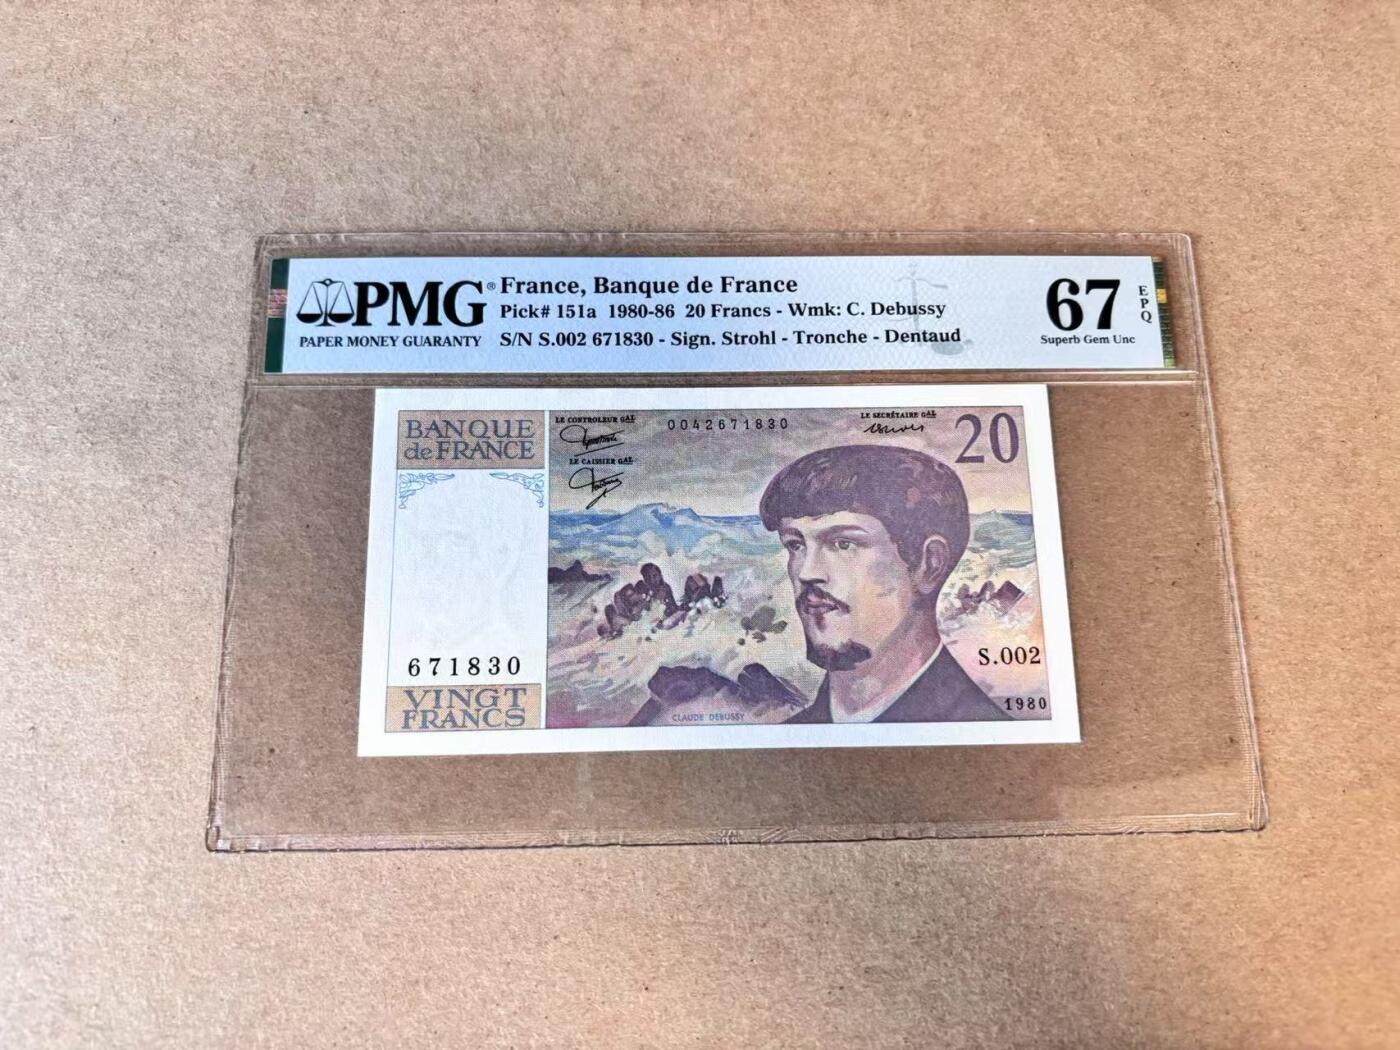 PMG®
PAPER MONEY GUARANTY
France, Banque de France
Pick# 151a 1980-86 20 Francs - Wmk: C. Debussy
S/N S.002 671830 - Sign. Strohl - Tronche - Dentaud
67
EPQ
Superb Gem Unc
BANQUE
de FRANCE
LE CONTROLEUR GAL
LE CAISSIER GAL
0042671830
LE SECRÉTAIRE GAL
20
671830
VINGT
FRANCS
CLAUDE DEBUSSY
S.002
1980